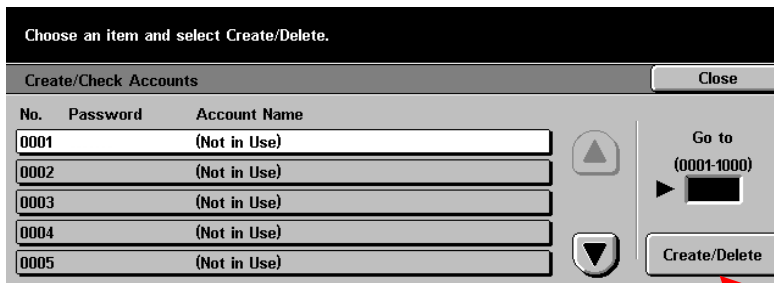 Choose an item and select Create/Delete.
Create/Check Accounts Close
No. Password Account Name
0001 (Not in Use)
0002 (Not in Use)
0003 (Not in Use)
0004 (Not in Use)
0005 (Not in Use)
Go to
(0001-1000)
Create/Delete